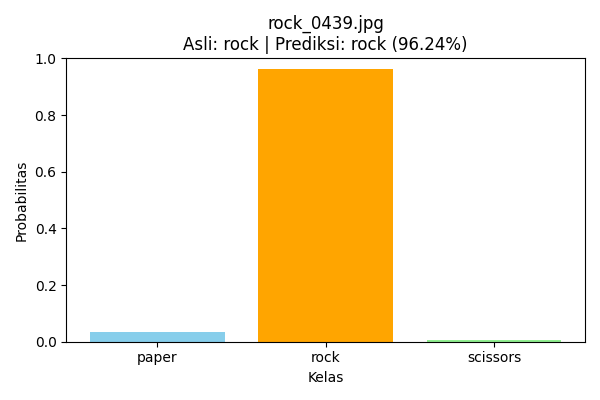 rock_0439.jpg
Asli: rock | Prediksi: rock (96.24%)
1.0
0.8
0.6
0.4
0.2
0.0
Probabilitas
paper
rock
scissors
Kelas